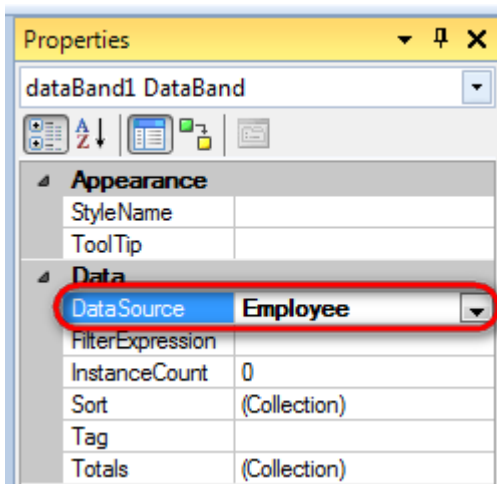 Properties
dataBand1 DataBand
Appearance
StyleName
ToolTip
Data
DataSource Employee
FilterExpression
InstanceCount 0
Sort (Collection)
Tag
Totals (Collection)